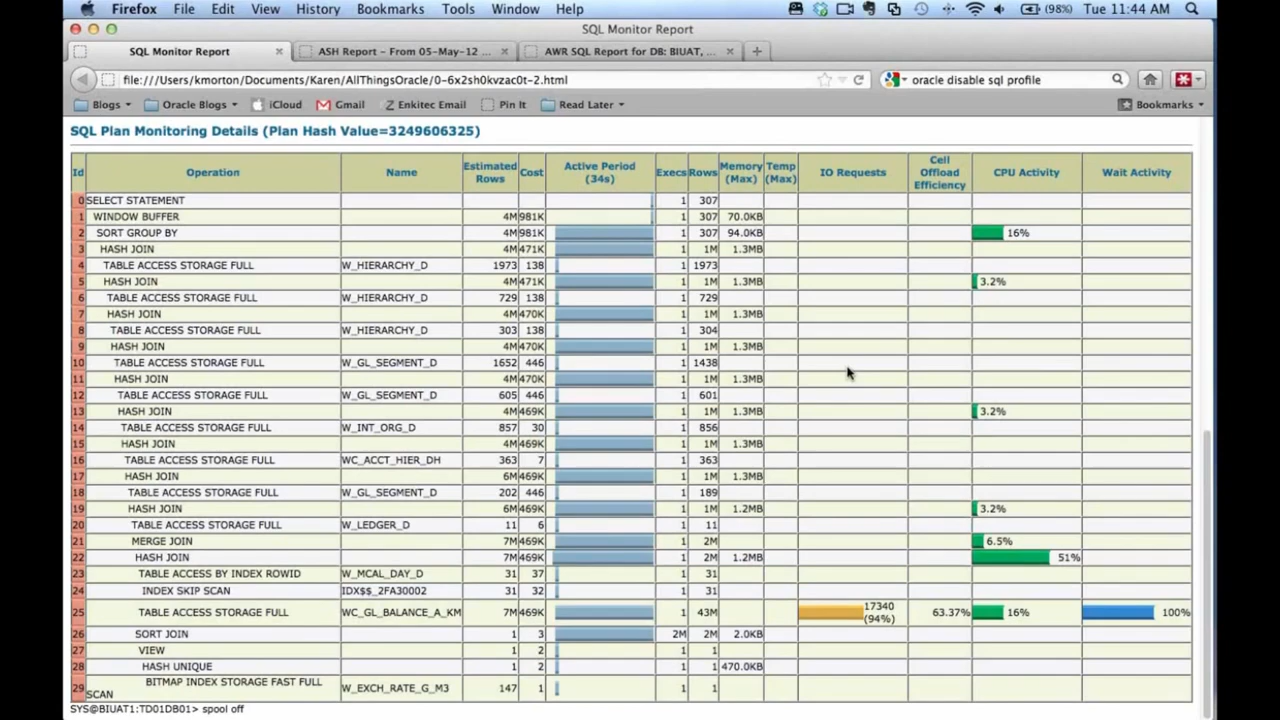 Firefox File Edit View History Bookmarks Tools Window Help (98%) Tue 11:44 AM
SQL Monitor Report
SQL Monitor Report ASH Report – From 05-May-12 ... AWR SQL Report for DB: BIUAT, ...
file:///Users/kmorton/Documents/Karen/AllThingsOracle/0-6x2sh0kvzac0t-2.html oracle disable sql profile
Blogs Oracle Blogs iCloud Gmail Enkitec Email Pin It Read Later Bookmarks
SQL Plan Monitoring Details (Plan Hash Value=3249606325)
Id Operation Name Estimated Rows Cost Active Period (34s) Execs Rows Memory (Max) Temp (Max) IO Requests Cell Offload Efficiency CPU Activity Wait Activity
0 SELECT STATEMENT 1 307
1 WINDOW BUFFER 4M 981K 1 307 70.0KB
2 SORT GROUP BY 4M 981K 1 307 94.0KB 16%
3 HASH JOIN 4M 471K 1 1M 1.3MB
4 TABLE ACCESS STORAGE FULL W_HIERARCHY_D 1973 138 1 1973
5 HASH JOIN 4M 471K 1 1M 1.3MB 3.2%
6 TABLE ACCESS STORAGE FULL W_HIERARCHY_D 729 138 1 729
7 HASH JOIN 4M 470K 1 1M 1.3MB
8 TABLE ACCESS STORAGE FULL W_HIERARCHY_D 303 138 1 304
9 HASH JOIN 4M 470K 1 1M 1.3MB
10 TABLE ACCESS STORAGE FULL W_GL_SEGMENT_D 1652 446 1 1438
11 HASH JOIN 4M 470K 1 1M 1.3MB
12 TABLE ACCESS STORAGE FULL W_GL_SEGMENT_D 605 446 1 601
13 HASH JOIN 4M 469K 1 1M 1.3MB 3.2%
14 TABLE ACCESS STORAGE FULL W_INT_ORG_D 857 30 1 856
15 HASH JOIN 4M 469K 1 1M 1.3MB
16 TABLE ACCESS STORAGE FULL WC_ACCT_HIER_DH 363 7 1 363
17 HASH JOIN 6M 469K 1 1M 1.3MB
18 TABLE ACCESS STORAGE FULL W_GL_SEGMENT_D 202 446 1 189
19 HASH JOIN 6M 469K 1 1M 1.2MB 3.2%
20 TABLE ACCESS STORAGE FULL W_LEDGER_D 11 6 1 11
21 MERGE JOIN 7M 469K 1 2M 6.5%
22 HASH JOIN 7M 469K 1 2M 1.2MB 51%
23 TABLE ACCESS BY INDEX ROWID W_MCAL_DAY_D 31 37 1 31
24 INDEX SKIP SCAN IDX$$_2FA30002 31 32 1 31
25 TABLE ACCESS STORAGE FULL WC_GL_BALANCE_A_KM 7M 469K 1 43M 17340 (94%) 63.37% 16% 100%
26 SORT JOIN 1 3 2M 2M 2.0KB
27 VIEW 1 2 1 1
28 HASH UNIQUE 1 2 1 1 470.0KB
29 BITMAP INDEX STORAGE FAST FULL SCAN W_EXCH_RATE_G_M3 147 1 1 1
SYS@BIUAT1:TD01DB01> spool off